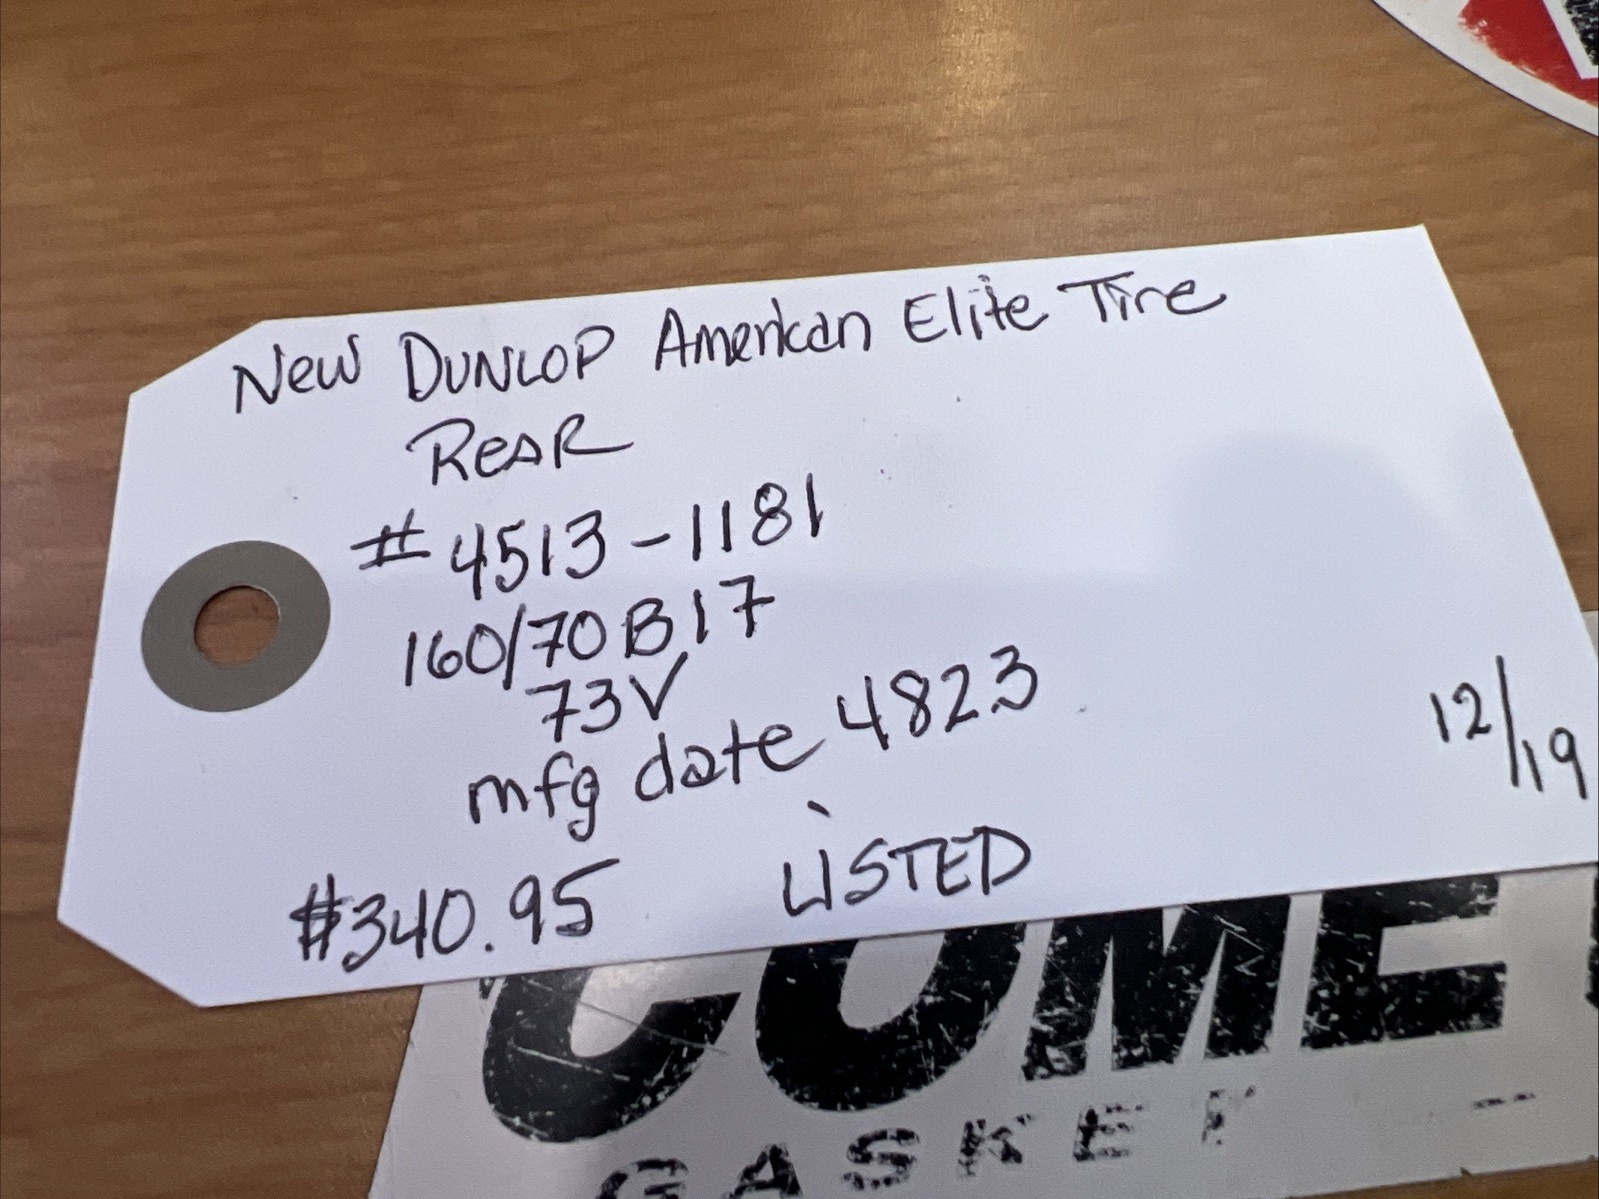 New DUNLOP American Elite Tire
ReaR
# 4513-1181
160/70B17
73V
mfg date 4823
12/19
$340.95 LISTED
COME
GASKET